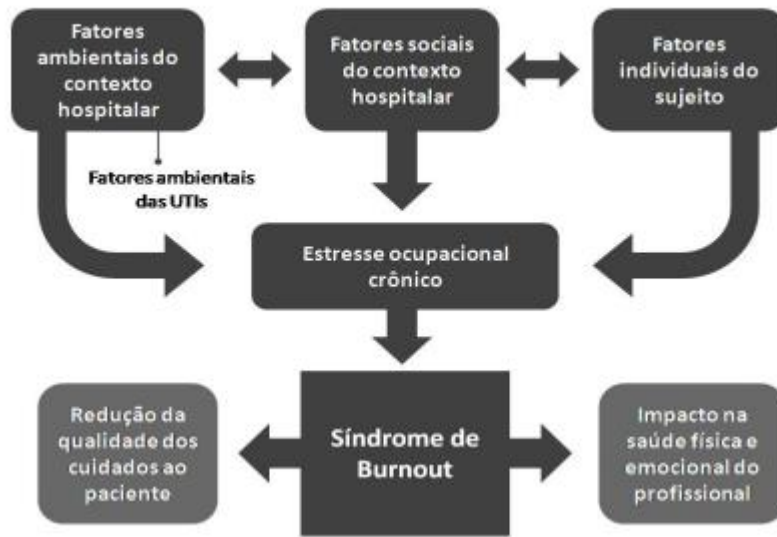 Fatores
ambientais do
contexto
hospitalar
Fatores sociais
do contexto
hospitalar
Fatores
individuais do
sujeito
Fatores ambientais
das UTIs
Estresse ocupacional
crônico
Redução da
qualidade dos
cuidados ao
paciente
Síndrome de
Burnout
Impacto na
saúde física e
emocional do
profissional